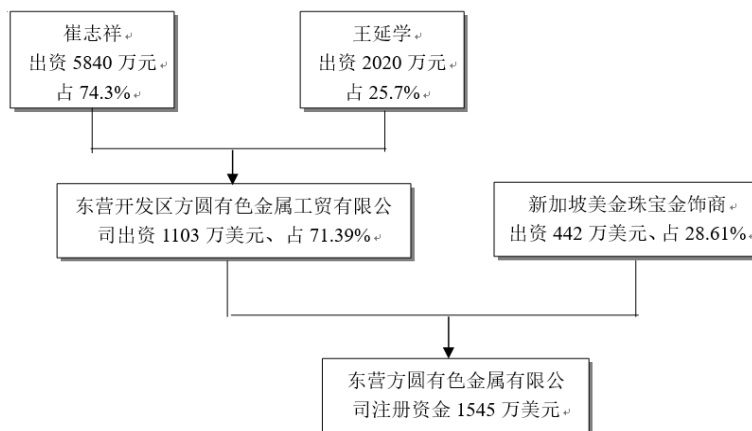 崔志祥
出资 5840 万元
占 74.3%
王延学
出资 2020 万元
占 25.7%
东营开发区方圆有色金属工贸有限公
司出资 1103 万美元、 占 71.39%
新加坡美金珠宝金饰商
出资 442 万美元、占 28.61%
东营方圆有色金属有限公
司注册资金 1545 万美元